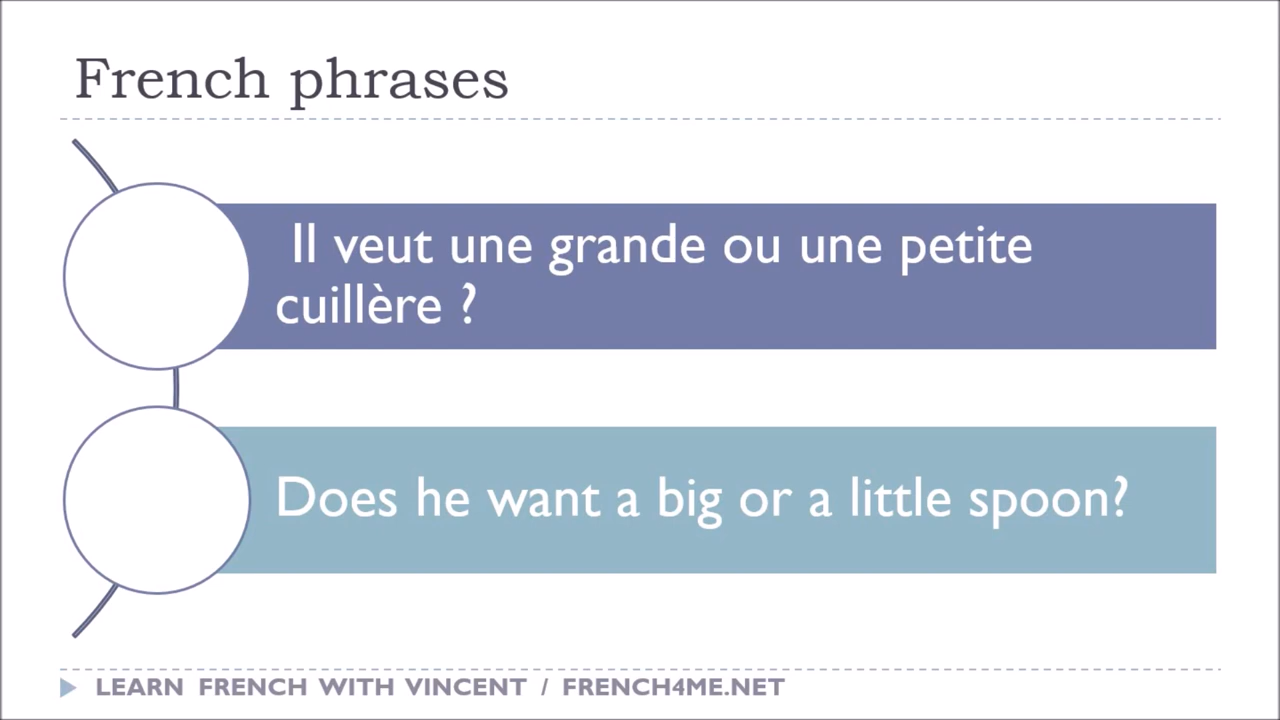 French phrases
Il veut une grande ou une petite
cuillère ?
Does he want a big or a little spoon?
LEARN FRENCH WITH VINCENT / FRENCH4ME.NET